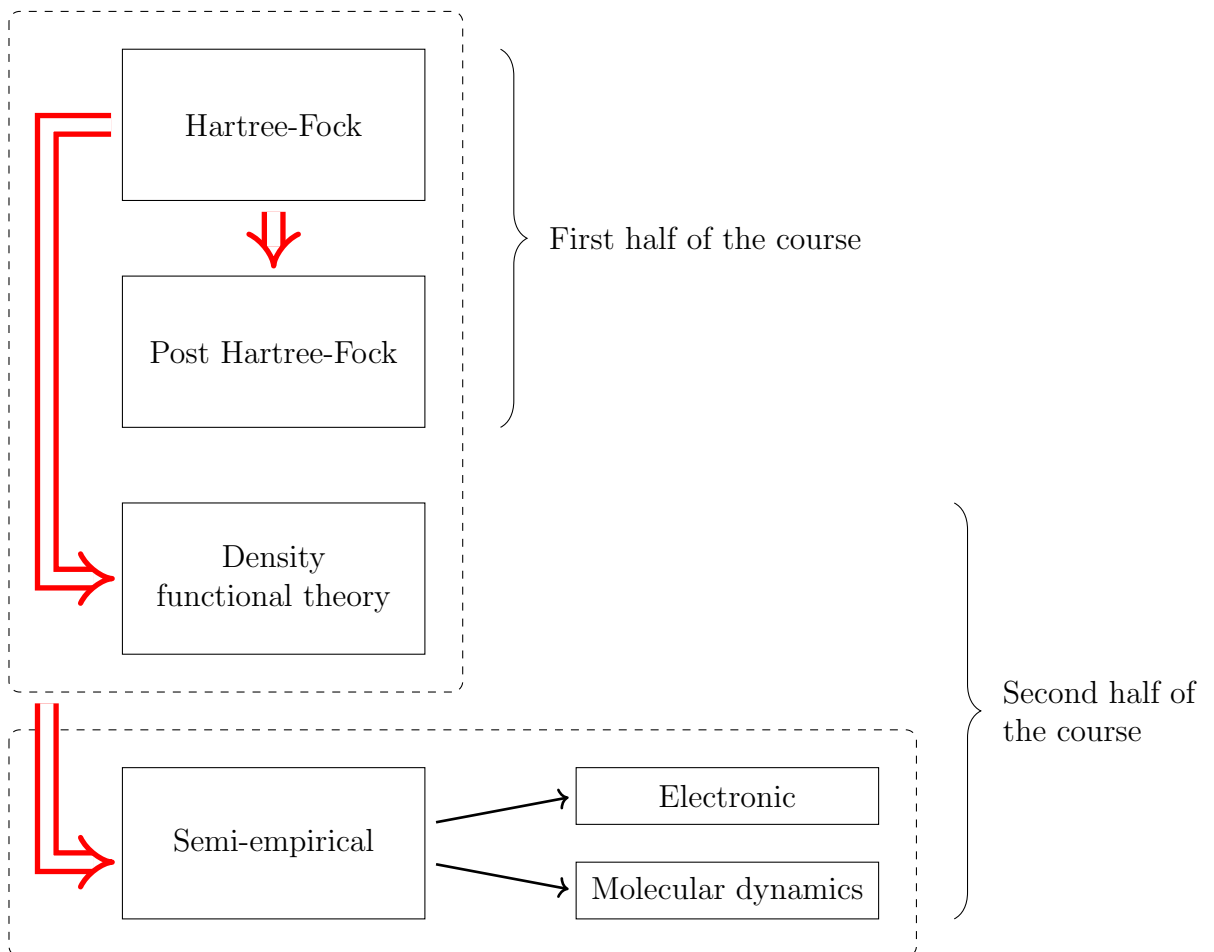 Hartree-Fock
First half of the course
Post Hartree-Fock
Density
functional theory
Second half of
the course
Electronic
Semi-empirical
Molecular dynamics